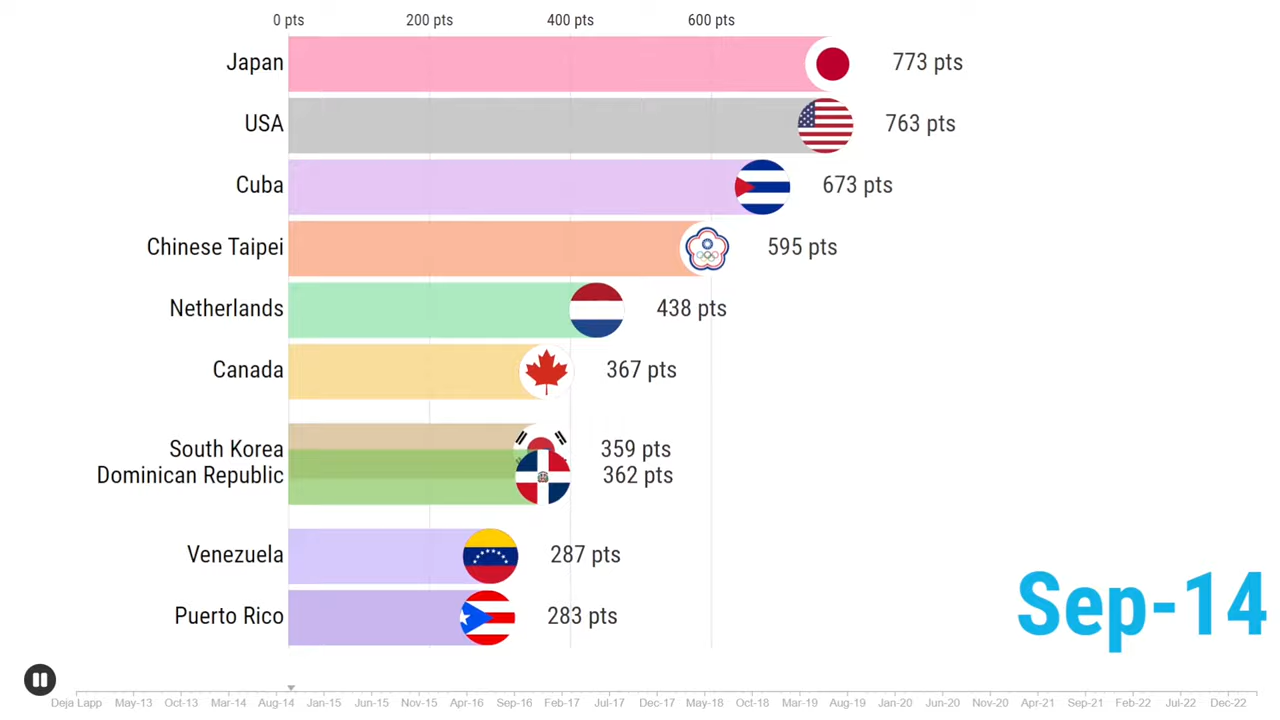 0 pts 200 pts 400 pts 600 pts
Japan 773 pts
USA 763 pts
Cuba 673 pts
Chinese Taipei 595 pts
Netherlands 438 pts
Canada 367 pts
South Korea 359 pts
Dominican Republic 362 pts
Venezuela 287 pts
Puerto Rico 283 pts
Sep-14
Deja Lapp May-13 Oct-13 Mar-14 Aug-14 Jan-15 Jun-15 Nov-15 Apr-16 Sep-16 Feb-17 Jul-17 Dec-17 May-18 Oct-18 Mar-19 Aug-19 Jan-20 Jun-20 Nov-20 Apr-21 Sep-21 Feb-22 Jul-22 Dec-22